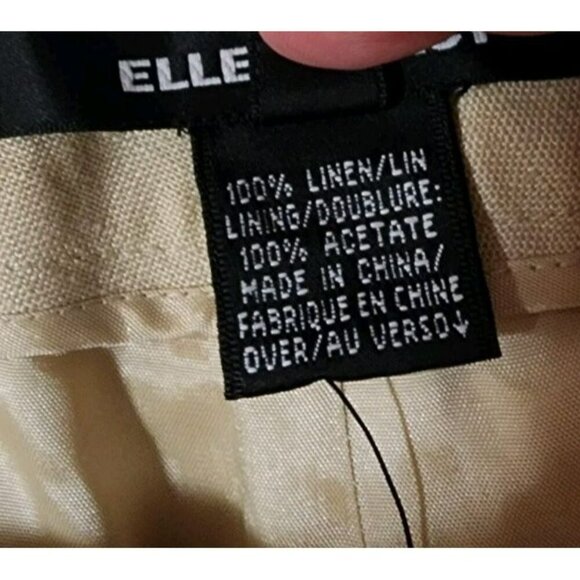 ELLE
100% LINEN/LIN
LINING/DOUBLURE:
100% ACETATE
MADE IN CHINA/
FABRIQUE EN CHINE
OVER/AU VERSO↓